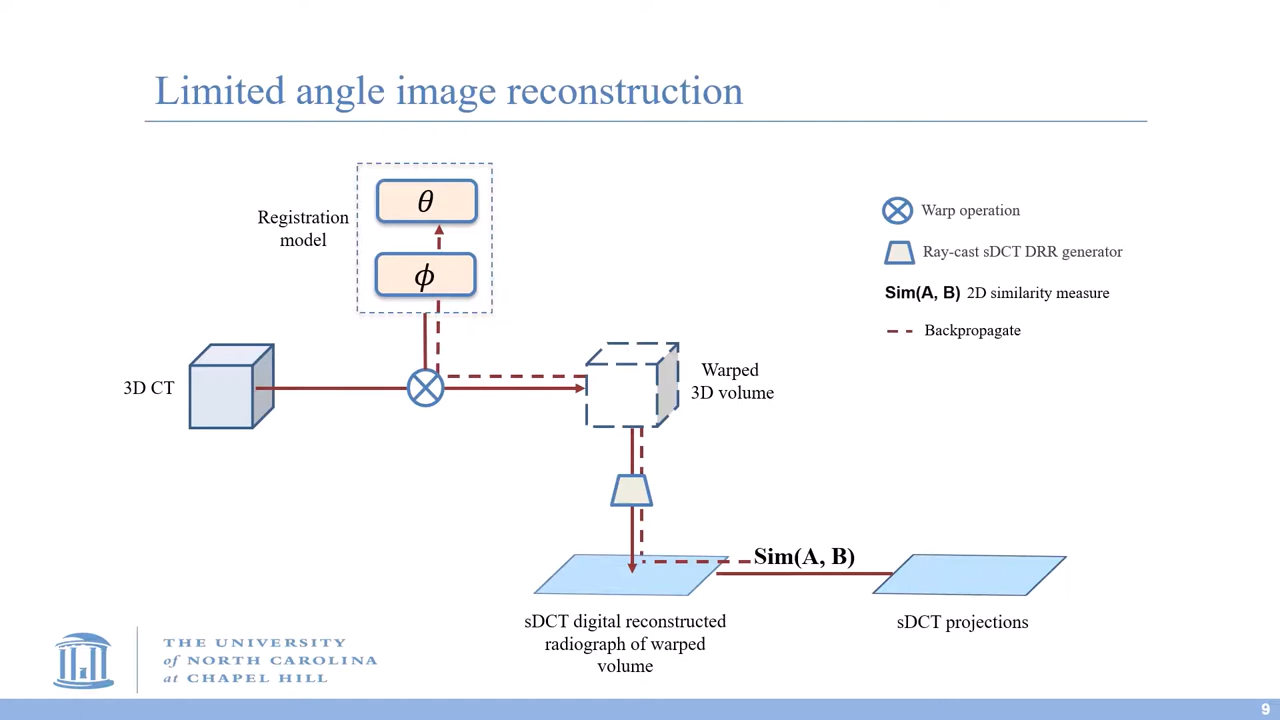 Limited angle image reconstruction
θ
Registration
model
ϕ
Warp operation
Ray-cast sDCT DRR generator
Sim(A, B) 2D similarity measure
Backpropagate
3D CT
Warped
3D volume
Sim(A, B)
sDCT digital reconstructed
radiograph of warped
volume
sDCT projections
THE UNIVERSITY
of NORTH CAROLINA
at CHAPEL HILL
9